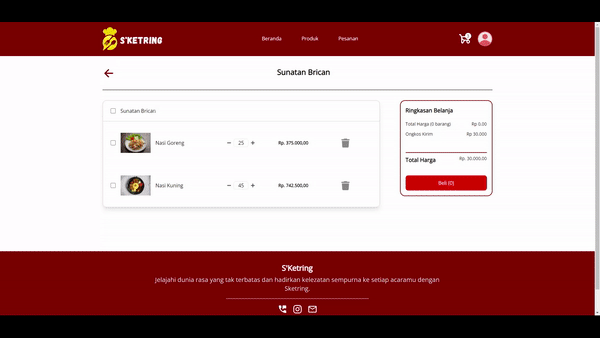 S'KETRING
Beranda Produk Pesanan
0
Sunatan Brican
Sunatan Brican
Nasi Goreng - 25 + Rp. 375.000,00
Nasi Kuning - 45 + Rp. 742.500,00
Ringkasan Belanja
Total Harga (0 barang) Rp 0,00
Ongkos Kirim Rp 30.000
Total Harga Rp. 30.000.00
Beli (0)
S'Ketring
Jelajahi dunia rasa yang tak terbatas dan hadirkan kelezatan sempurna ke setiap acaramu dengan
Sketring.